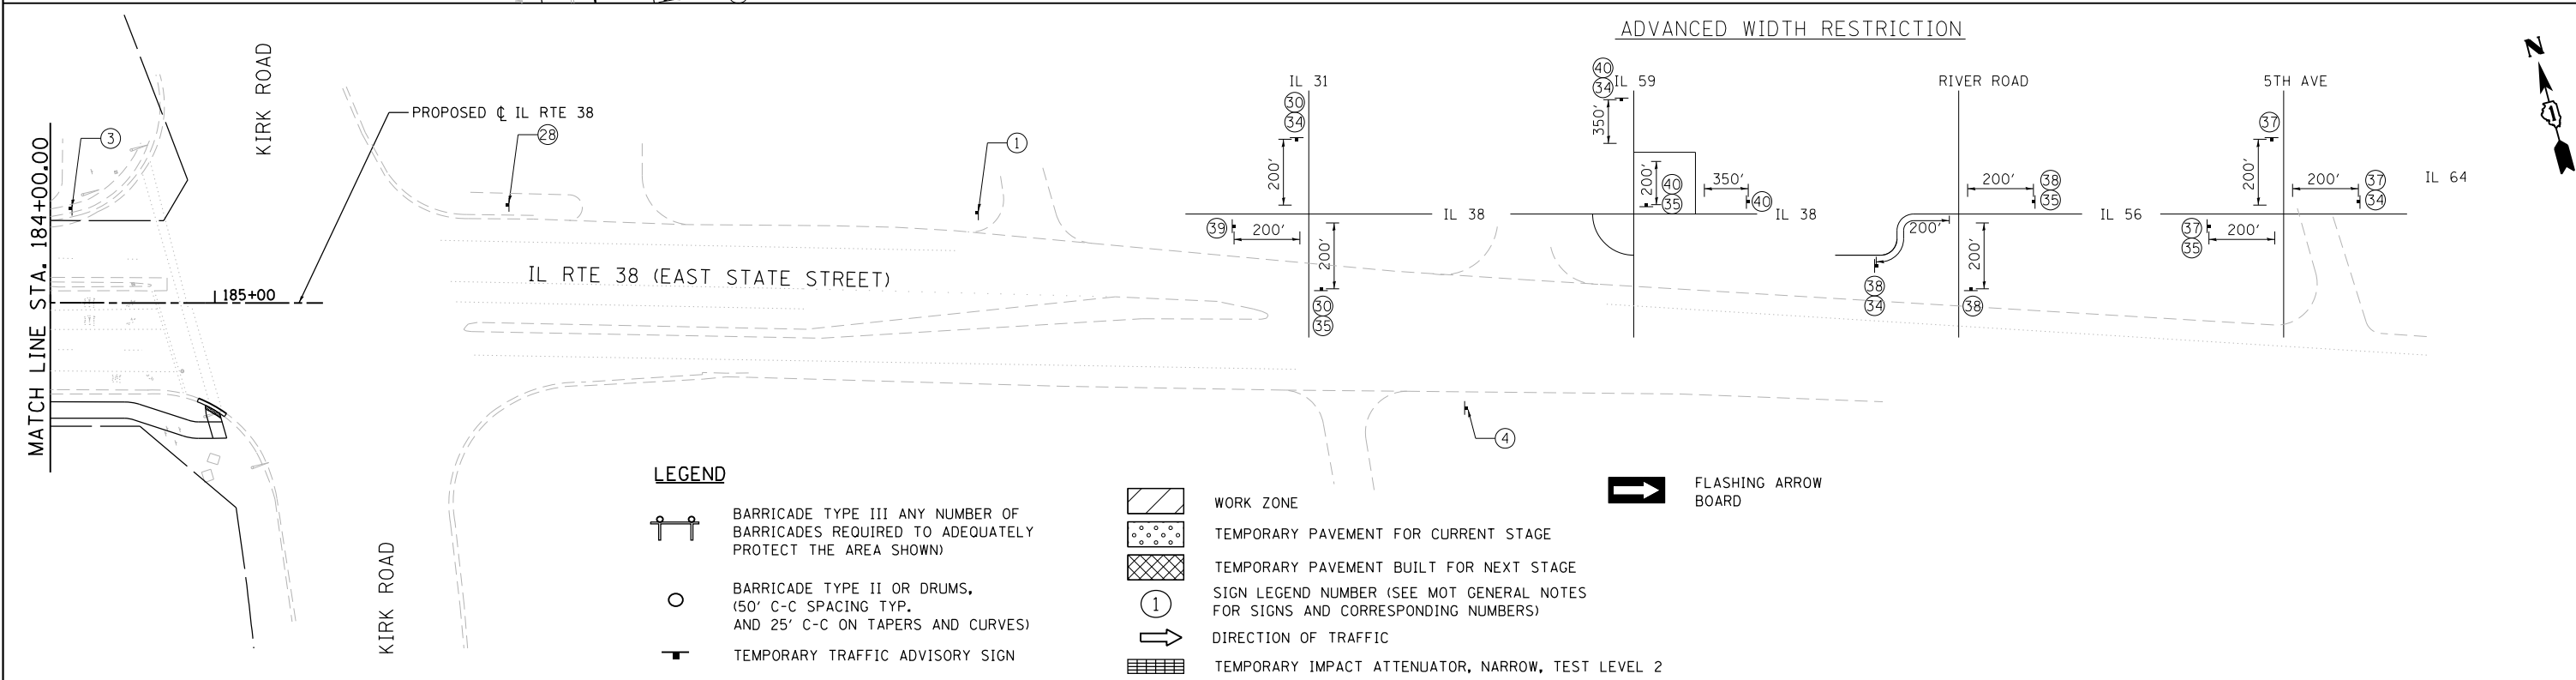 ADVANCED WIDTH RESTRICTION
N
KIRK ROAD
PROPOSED ℄ IL RTE 38
3
28
1
MATCH LINE STA. 184+00.00
185+00
IL RTE 38 (EAST STATE STREET)
4
KIRK ROAD
IL 31
30
34
200'
39
200'
IL 38
200'
30
35
IL 59
40
34
350'
200'
40
35
350'
40
IL 38
RIVER ROAD
200'
38
35
200'
38
34
200'
38
IL 56
5TH AVE
37
200'
200'
37
34
IL 64
37
35
200'
LEGEND
BARRICADE TYPE III ANY NUMBER OF
BARRICADES REQUIRED TO ADEQUATELY
PROTECT THE AREA SHOWN)
BARRICADE TYPE II OR DRUMS,
(50' C-C SPACING TYP.
AND 25' C-C ON TAPERS AND CURVES)
TEMPORARY TRAFFIC ADVISORY SIGN
WORK ZONE
TEMPORARY PAVEMENT FOR CURRENT STAGE
TEMPORARY PAVEMENT BUILT FOR NEXT STAGE
1
SIGN LEGEND NUMBER (SEE MOT GENERAL NOTES
FOR SIGNS AND CORRESPONDING NUMBERS)
DIRECTION OF TRAFFIC
TEMPORARY IMPACT ATTENUATOR, NARROW, TEST LEVEL 2
FLASHING ARROW
BOARD